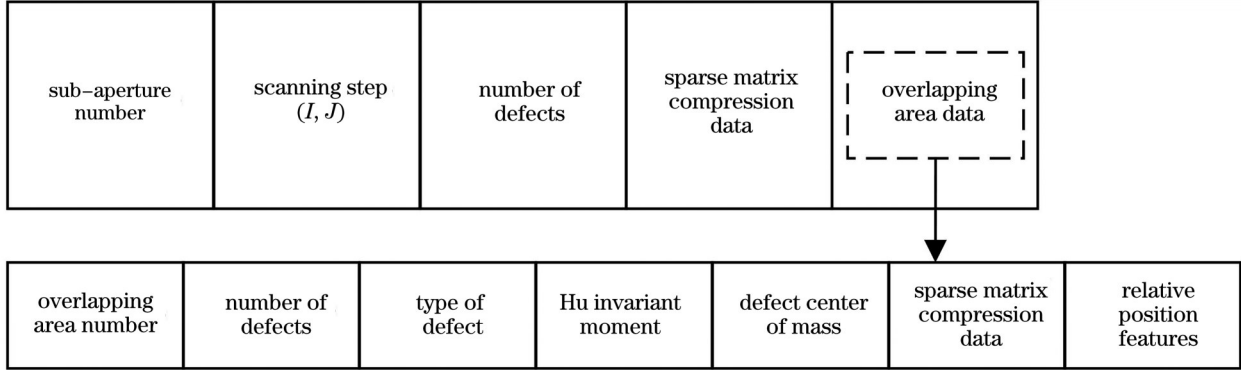 sub-aperture
number
scanning step
(I, J)
number of
defects
sparse matrix
compression
data
overlapping
area data
overlapping
area number
number of
defects
type of
defect
Hu invariant
moment
defect center
of mass
sparse matrix
compression
data
relative
position
features